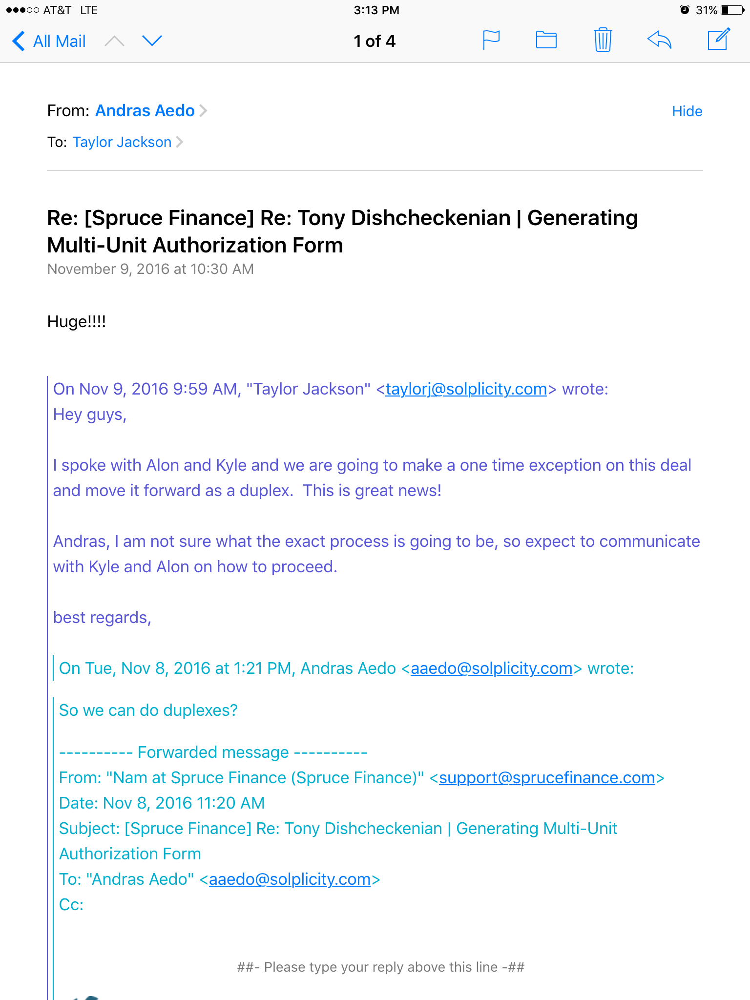 AT&T LTE 3:13 PM 31%
All Mail 1 of 4
From: Andras Aedo Hide
To: Taylor Jackson
Re: [Spruce Finance] Re: Tony Dishcheckenian | Generating
Multi-Unit Authorization Form
November 9, 2016 at 10:30 AM
Huge!!!!
On Nov 9, 2016 9:59 AM, "Taylor Jackson" <taylorj@solplicity.com> wrote:
Hey guys,
I spoke with Alon and Kyle and we are going to make a one time exception on this deal
and move it forward as a duplex.  This is great news!
Andras, I am not sure what the exact process is going to be, so expect to communicate
with Kyle and Alon on how to proceed.
best regards,
On Tue, Nov 8, 2016 at 1:21 PM, Andras Aedo <aaedo@solplicity.com> wrote:
So we can do duplexes?
---------- Forwarded message ----------
From: "Nam at Spruce Finance (Spruce Finance)" <support@sprucefinance.com>
Date: Nov 8, 2016 11:20 AM
Subject: [Spruce Finance] Re: Tony Dishcheckenian | Generating Multi-Unit
Authorization Form
To: "Andras Aedo" <aaedo@solplicity.com>
Cc:
##- Please type your reply above this line -##